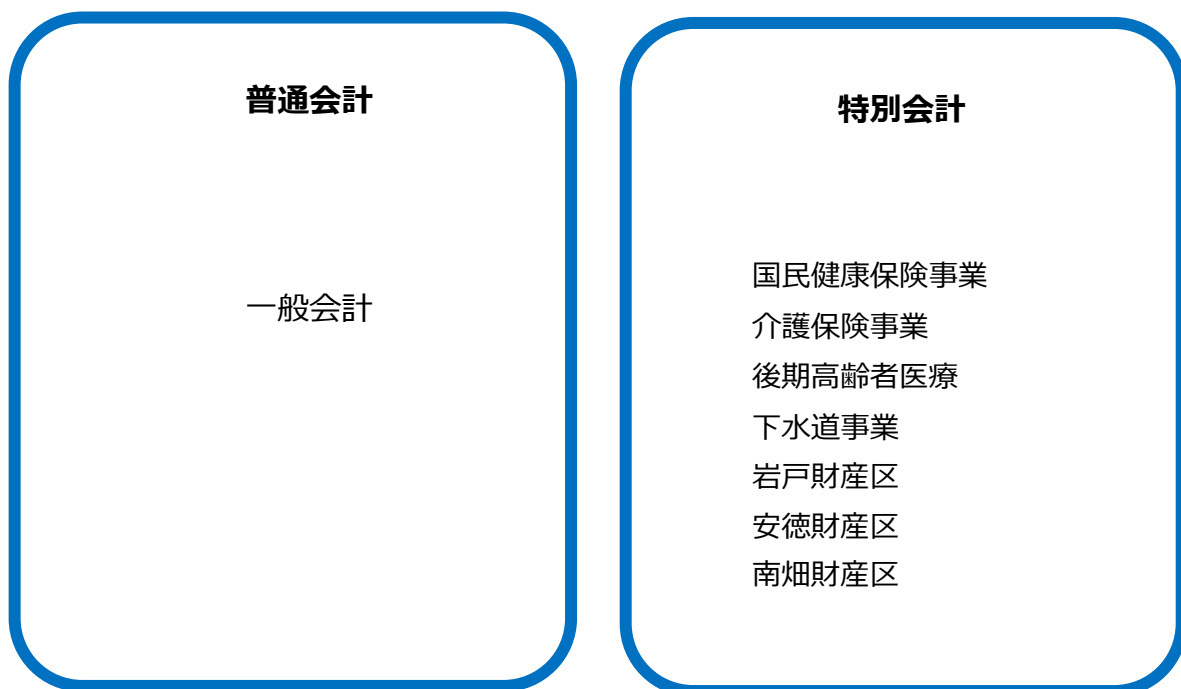 普通会計
一般会計
特別会計
国民健康保険事業
介護保険事業
後期高齢者医療
下水道事業
岩戸財産区
安徳財産区
南畑財産区